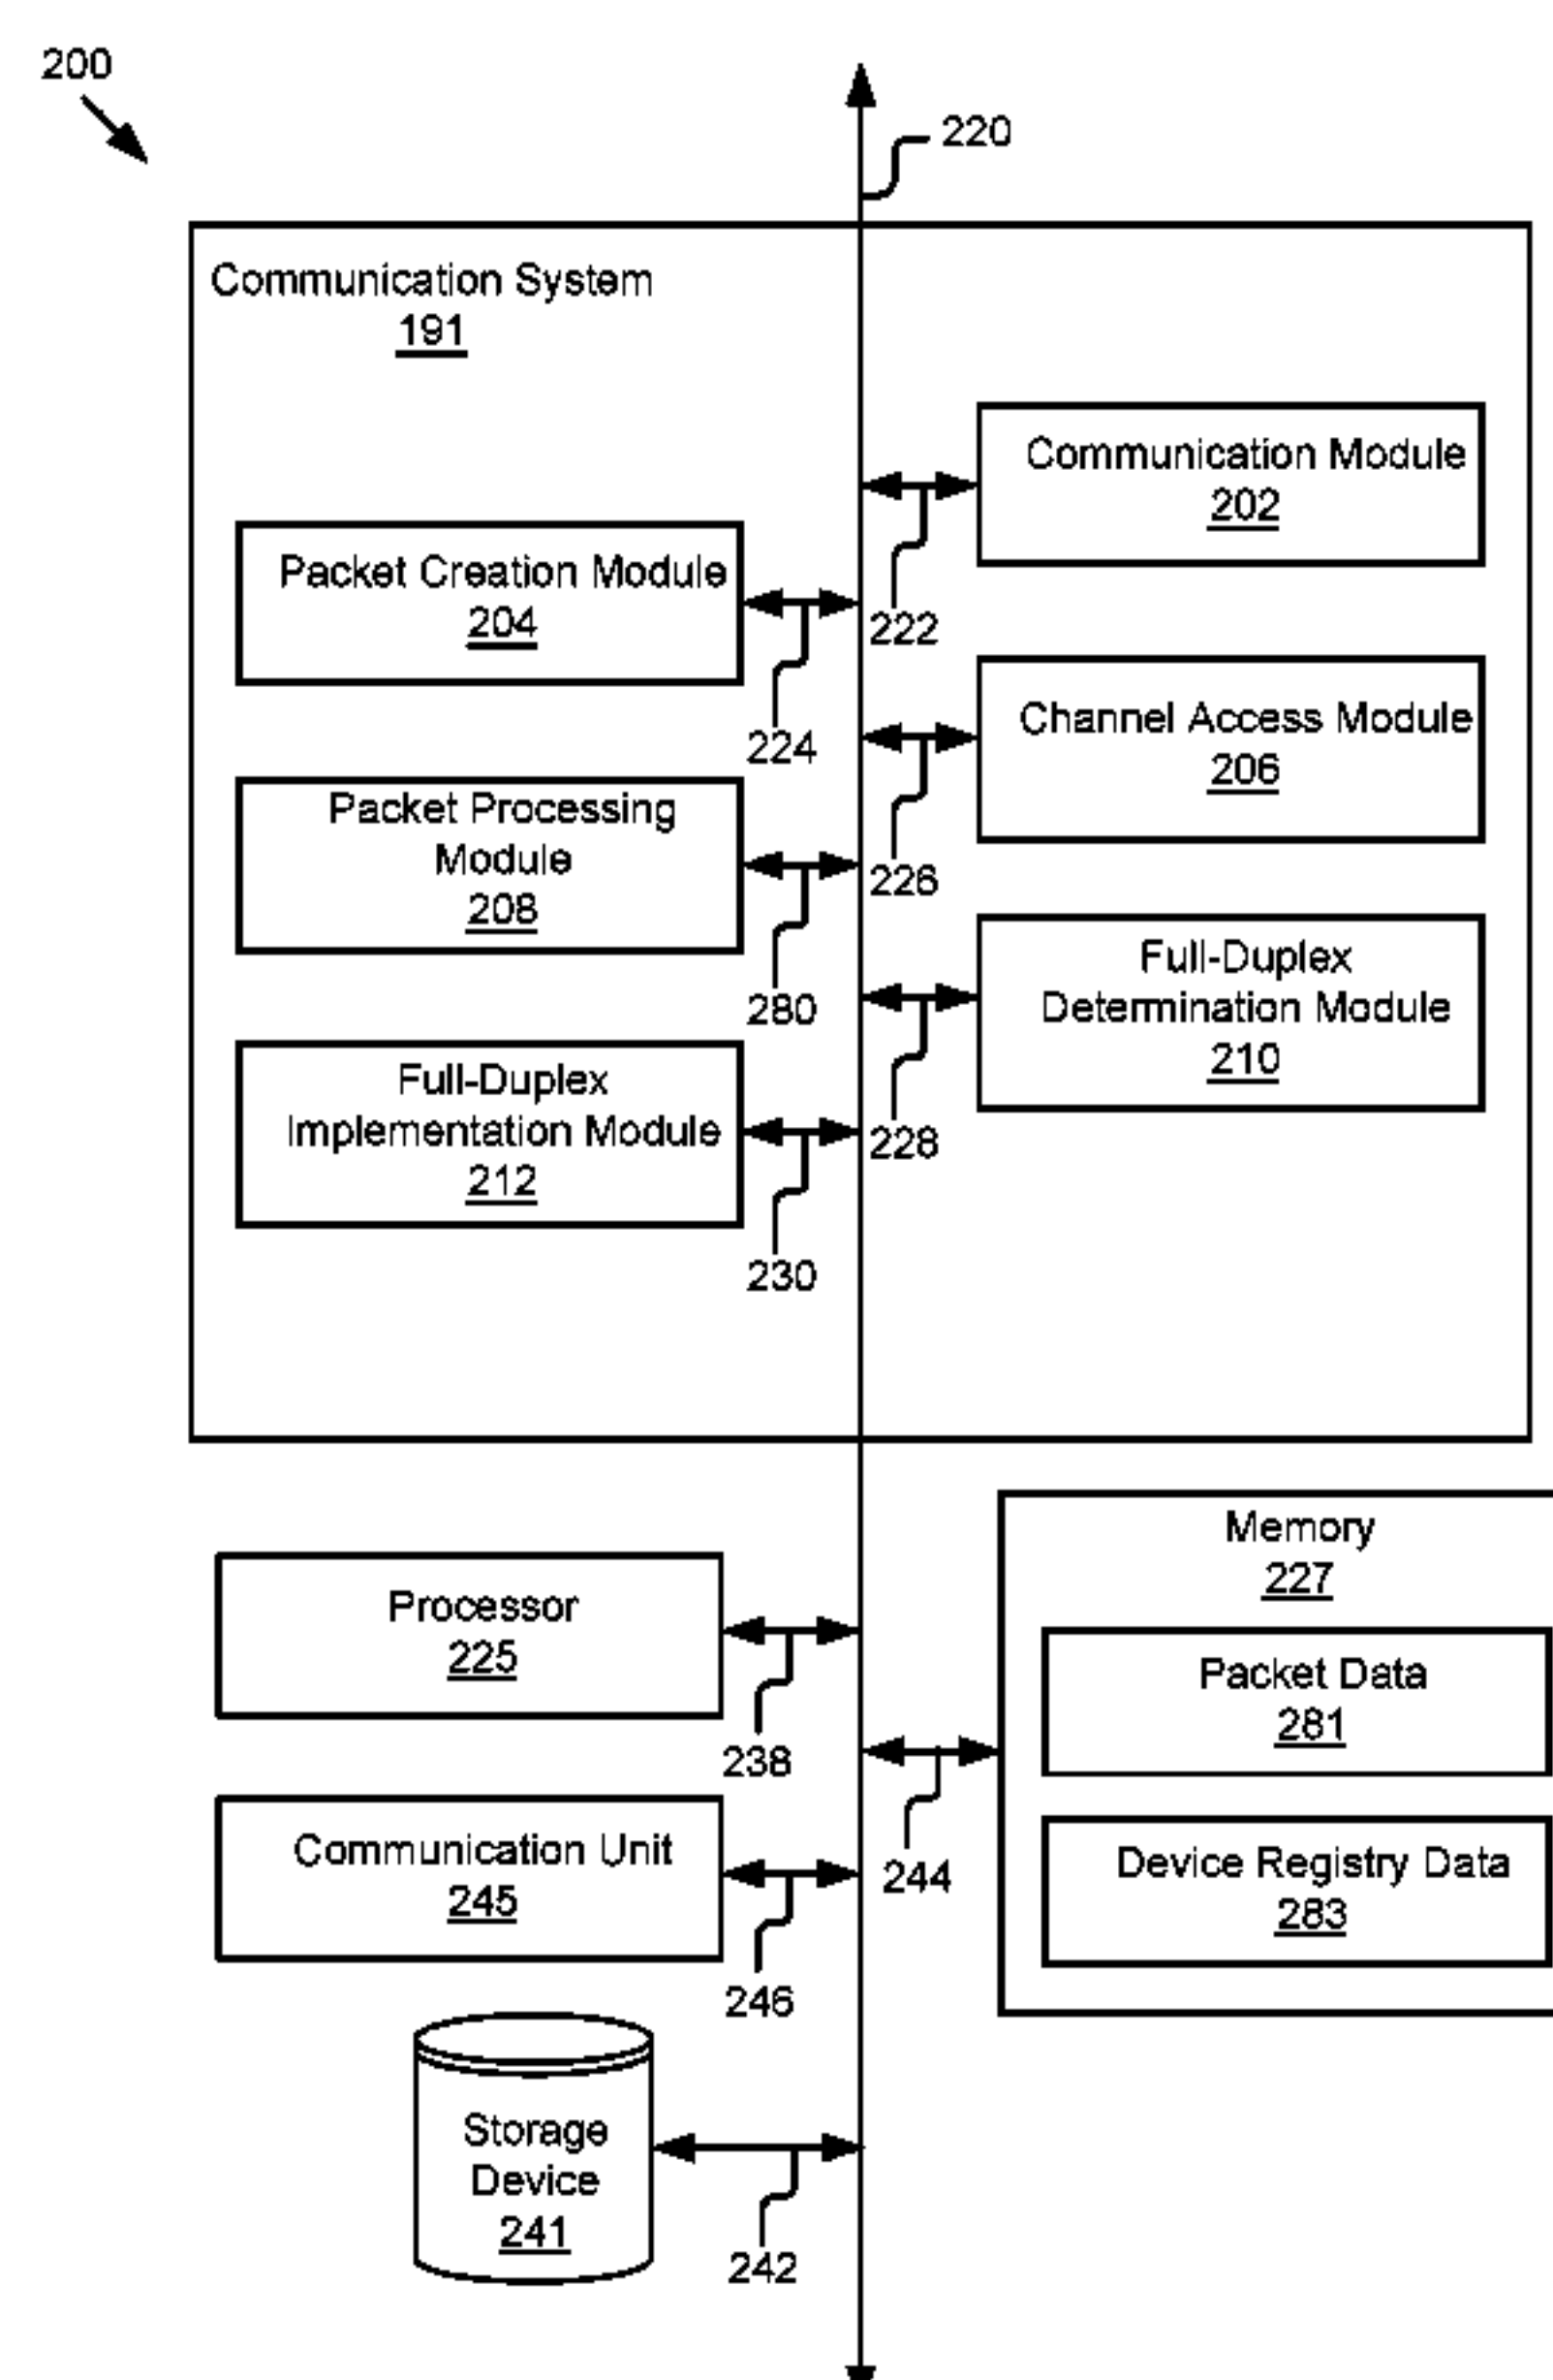 200
220
Communication System
191
Communication Module
202
222
Packet Creation Module
204
224
Channel Access Module
206
226
Packet Processing
Module
208
280
Full-Duplex
Determination Module
210
228
Full-Duplex
Implementation Module
212
230
Memory
227
Processor
225
238
Packet Data
281
244
Communication Unit
245
246
Device Registry Data
283
Storage
Device
241
242